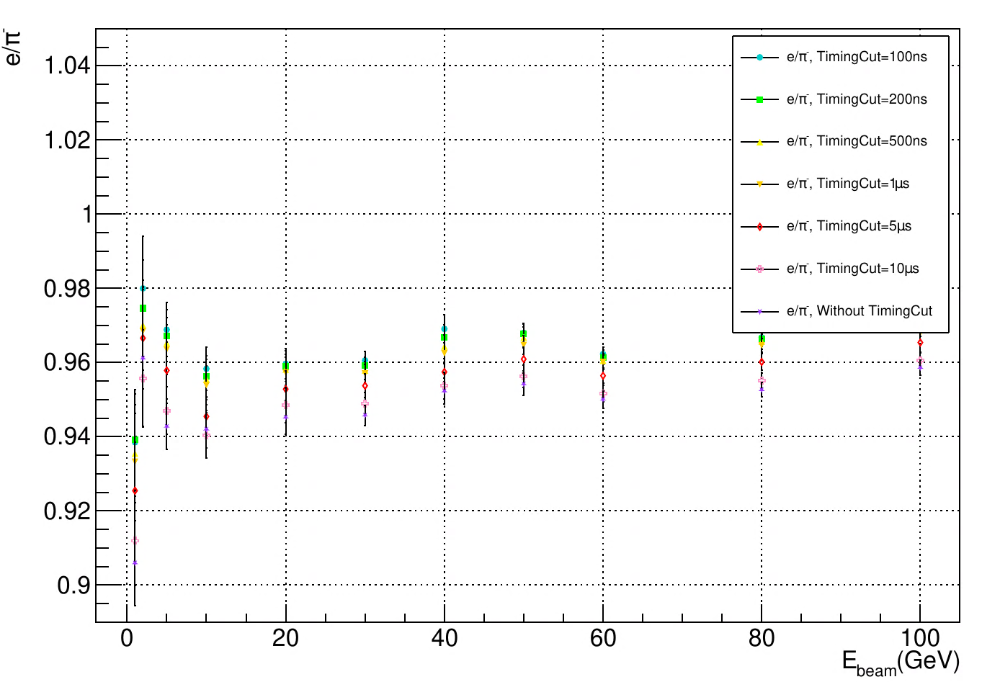 e/π⁻
1.04
1.02
1
0.98
0.96
0.94
0.92
0.9
0 20 40 60 80 100
E_beam(GeV)
e/π⁻, TimingCut=100ns
e/π⁻, TimingCut=200ns
e/π⁻, TimingCut=500ns
e/π⁻, TimingCut=1μs
e/π⁻, TimingCut=5μs
e/π⁻, TimingCut=10μs
e/π⁻, Without TimingCut